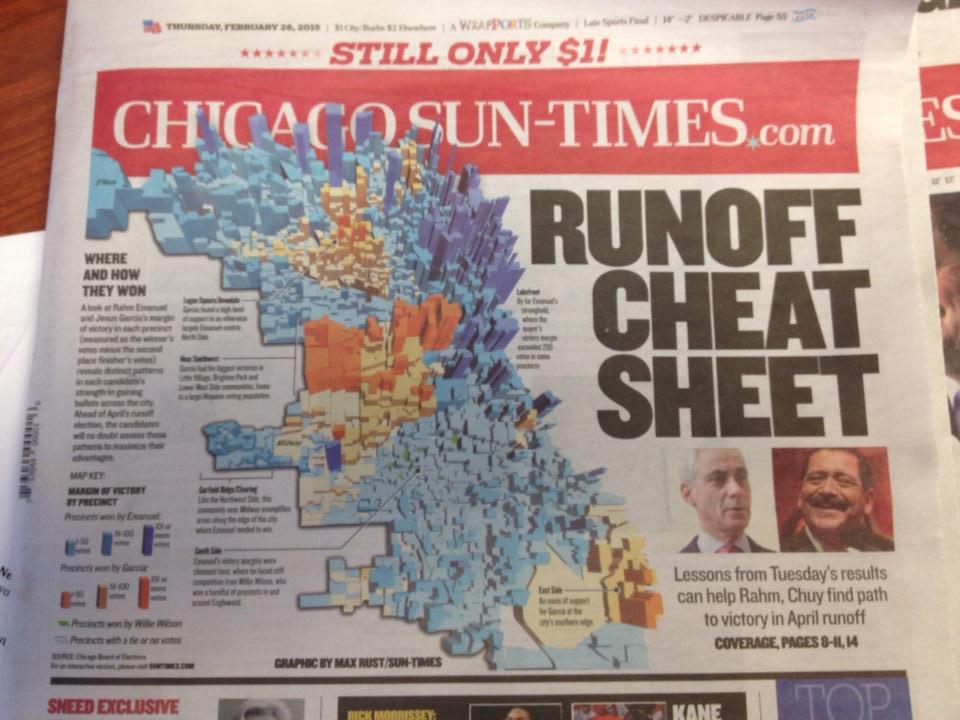 THURSDAY, FEBRUARY 26, 2015 | $1 City/Burbs $2 Elsewhere | A WRAPPORTS Company | Late Sports Final | 14° –2° DESPICABLE Page 55
STILL ONLY $1!
CHICAGO SUN-TIMES.com
RUNOFF
CHEAT
SHEET
O'Hare
WHERE
AND HOW
THEY WON
A look at Rahm Emanuel
and Jesus Garcia's margin
of victory in each precinct
(measured as the winner's
votes minus the second
place finisher's votes)
reveals distinct patterns
in each candidate's
strength in gaining
ballots across the city.
Ahead of April's runoff
election, the candidates
will no doubt assess these
patterns to maximize their
advantages.
Logan Square/Avondale
Garcia found a high level
of support in an otherwise
largely Emanuel-centric
North Side.
Near Southwest
Garcia had his biggest victories in
Little Village, Brighton Park and
Lower West Side communities, home
to a large Hispanic voting population.
Lakefront
By far Emanuel's
stronghold,
where the
mayor's
victory margin
exceeded 200
votes in some
precincts
Midway
Garfield Ridge/Clearing
Like the Northwest Side, this
community near Midway exemplifies
areas along the edge of the city
where Emanuel tended to win.
South Side
Emanuel's victory margins were
slimmer here, where he faced stiff
competition from Willie Wilson, who
won a handful of precincts in and
around Englewood.
East Side
An oasis of support
for Garcia at the
city's southern edge.
MAP KEY:
MARGIN OF VICTORY
BY PRECINCT
Precincts won by Emanuel:
1-50 votes
51-100 votes
101 or more votes
Precincts won by Garcia:
1-50 votes
51-100 votes
101 or more votes
Precincts won by Willie Wilson
Precincts with a tie or no votes
SOURCE: Chicago Board of Elections
For an interactive version, please visit SUNTIMES.COM
GRAPHIC BY MAX RUST/SUN-TIMES
Lessons from Tuesday's results
can help Rahm, Chuy find path
to victory in April runoff
COVERAGE, PAGES 8-11, 14
SNEED EXCLUSIVE
RICK MORRISSEY:
KANE
TOP
ES